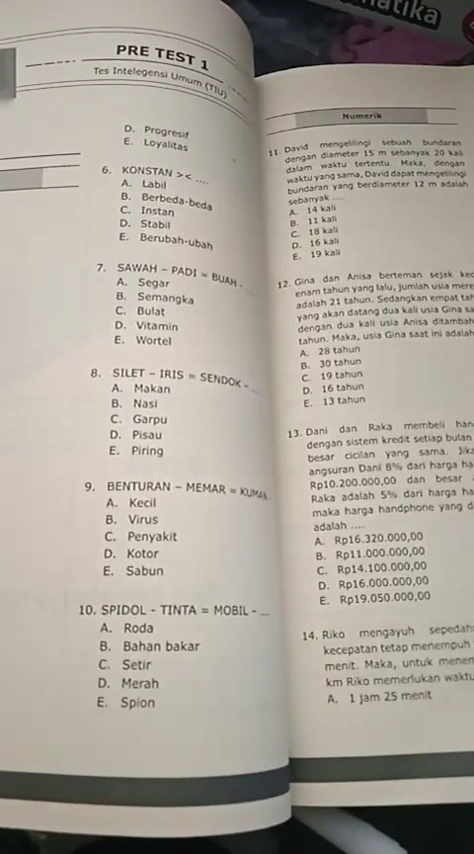 atika
PRE TEST 1
Tes Intelegensi Umum (TIU)
D. Progresif
E. Loyalitas
6. KONSTAN >< ....
A. Labil
B. Berbeda-beda
C. Instan
D. Stabil
E. Berubah-ubah
7. SAWAH – PADI = BUAH -
A. Segar
B. Semangka
C. Bulat
D. Vitamin
E. Wortel
8. SILET – IRIS = SENDOK - ...
A. Makan
B. Nasi
C. Garpu
D. Pisau
E. Piring
9. BENTURAN – MEMAR = KUMAN
A. Kecil
B. Virus
C. Penyakit
D. Kotor
E. Sabun
10. SPIDOL - TINTA = MOBIL - ...
A. Roda
B. Bahan bakar
C. Setir
D. Merah
E. Spion
Numerik
11. David mengelilingi sebuah bundaran
dengan diameter 15 m sebanyak 20 kali
dalam waktu tertentu. Maka, dengan
waktu yang sama, David dapat mengelilingi
bundaran yang berdiameter 12 m adalah
sebanyak ....
A. 14 kali
B. 11 kali
C. 18 kali
D. 16 kali
E. 19 kali
12. Gina dan Anisa berteman sejak kec
enam tahun yang lalu, jumlah usia mere
adalah 21 tahun. Sedangkan empat tah
yang akan datang dua kali usia Gina sa
dengan dua kali usia Anisa ditambah
tahun. Maka, usia Gina saat ini adalah
A. 28 tahun
B. 30 tahun
C. 19 tahun
D. 16 tahun
E. 13 tahun
13. Dani dan Raka membeli han
dengan sistem kredit setiap bulan
besar cicilan yang sama. Jika
angsuran Dani 8% dari harga ha
Rp10.200.000,00 dan besar
Raka adalah 5% dari harga ha
maka harga handphone yang d
adalah ....
A. Rp16.320.000,00
B. Rp11.000.000,00
C. Rp14.100.000,00
D. Rp16.000.000,00
E. Rp19.050.000,00
14. Riko mengayuh sepedah
kecepatan tetap menempuh
menit. Maka, untuk menem
km Riko memerlukan waktu
A. 1 jam 25 menit